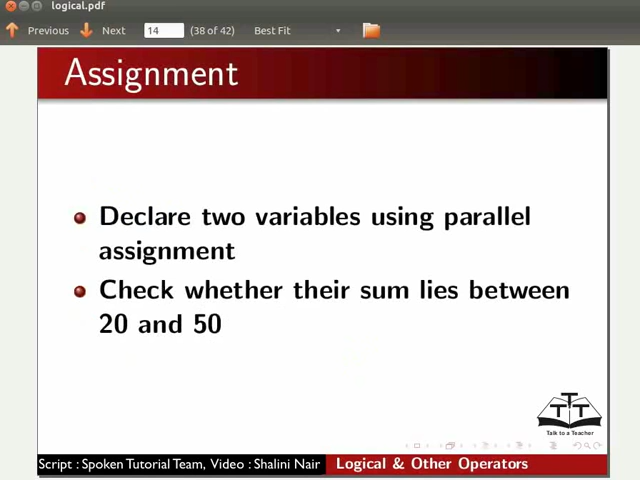 logical.pdf
Previous Next 14 (38 of 42) Best Fit
Assignment
Declare two variables using parallel
assignment
Check whether their sum lies between
20 and 50
T T T
Talk to a Teacher
Script : Spoken Tutorial Team, Video : Shalini Nair Logical & Other Operators